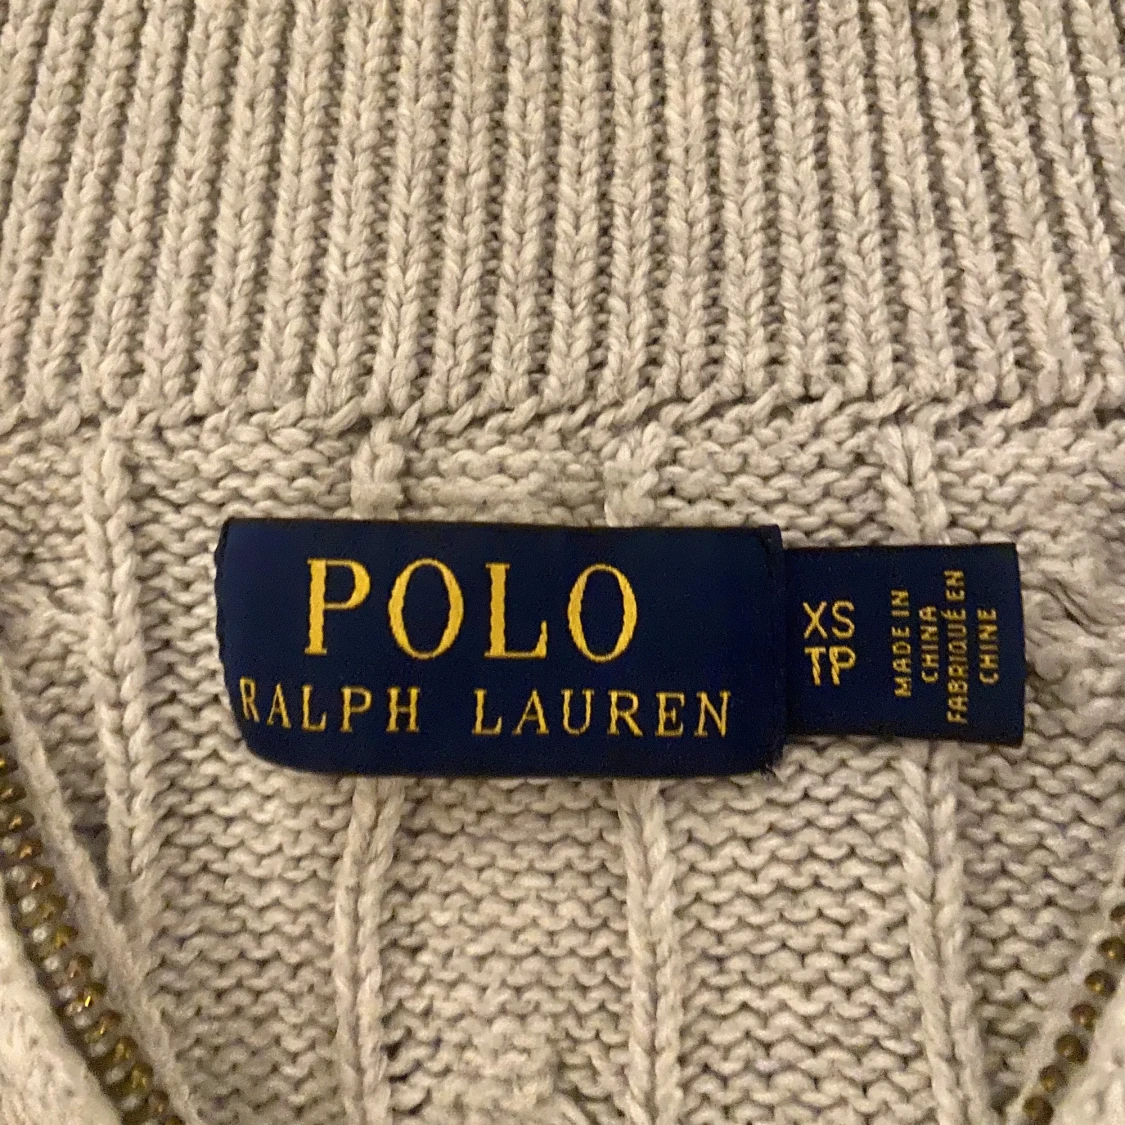 POLO
RALPH LAUREN
XS
TP
MADE IN
CHINA
FABRIQUÉ EN
CHINE